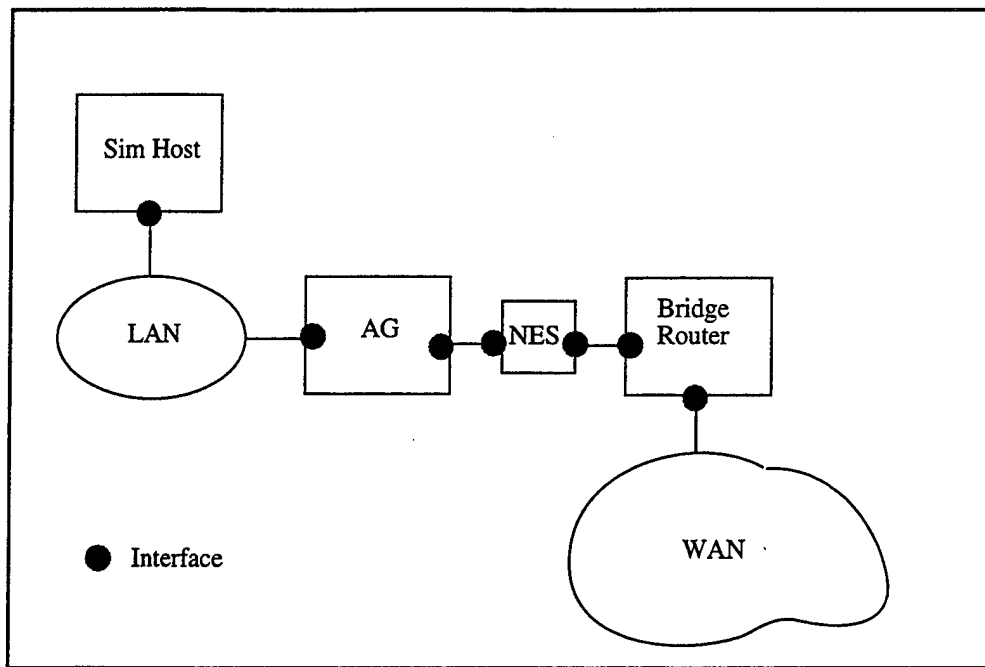 Sim Host
LAN
AG
NES
Bridge
Router
WAN
Interface